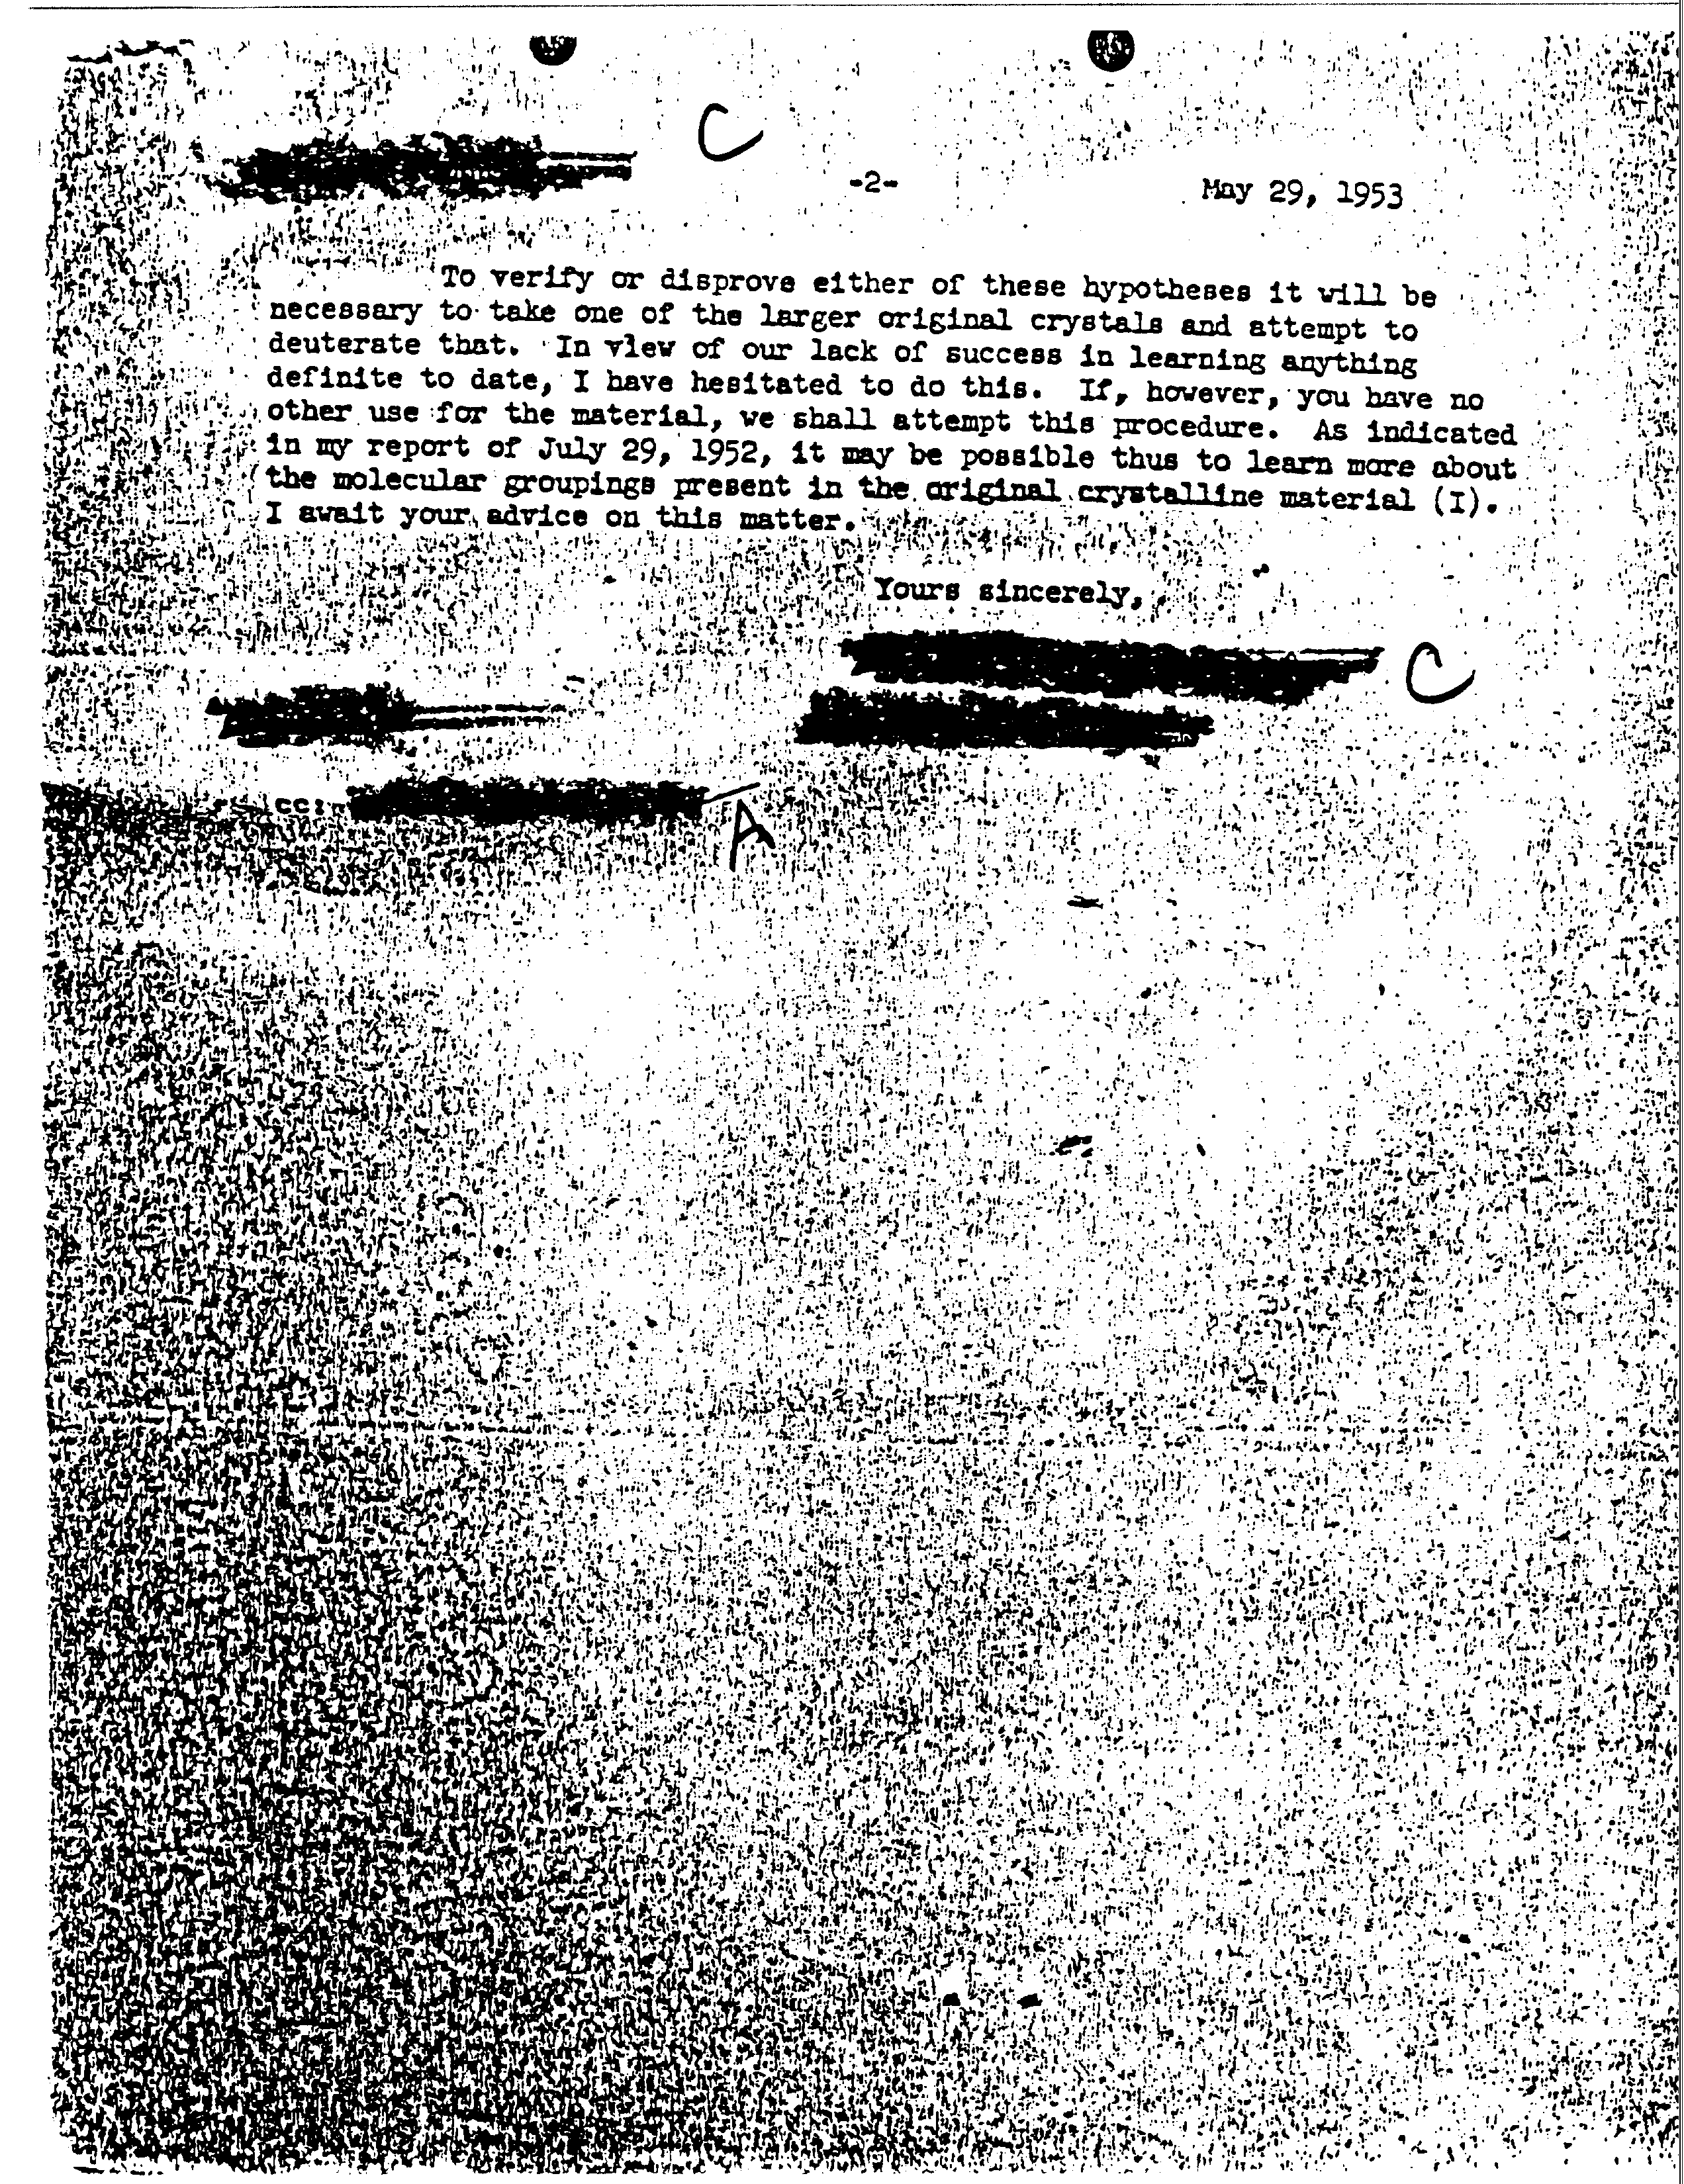 C
-2-
May 29, 1953
To verify or disprove either of these hypotheses it will be
necessary to take one of the larger original crystals and attempt to
deuterate that. In view of our lack of success in learning anything
definite to date, I have hesitated to do this. If, however, you have no
other use for the material, we shall attempt this procedure. As indicated
in my report of July 29, 1952, it may be possible thus to learn more about
the molecular groupings present in the original crystalline material (I).
I await your advice on this matter.
Yours sincerely,
C
cc:
A